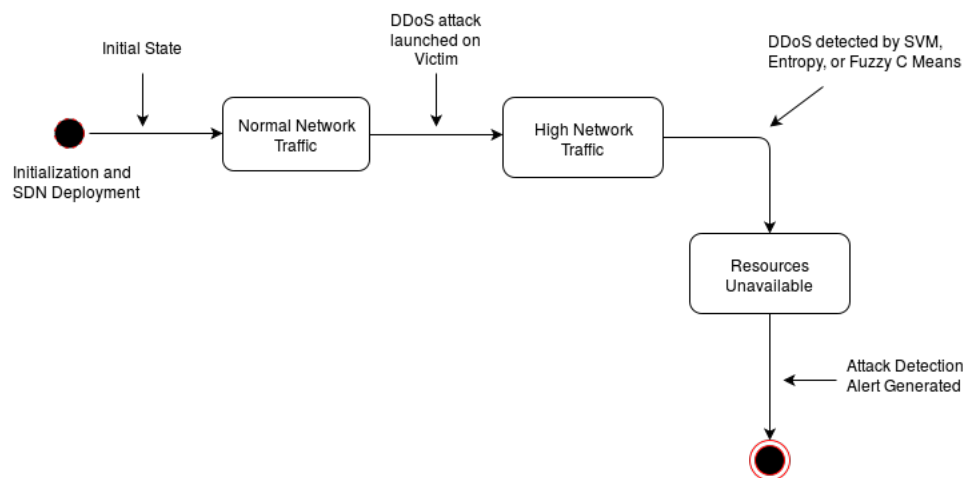 Initial State
DDoS attack
launched on
Victim
DDoS detected by SVM,
Entropy, or Fuzzy C Means
Normal Network
Traffic
High Network
Traffic
Initialization and
SDN Deployment
Resources
Unavailable
Attack Detection
Alert Generated